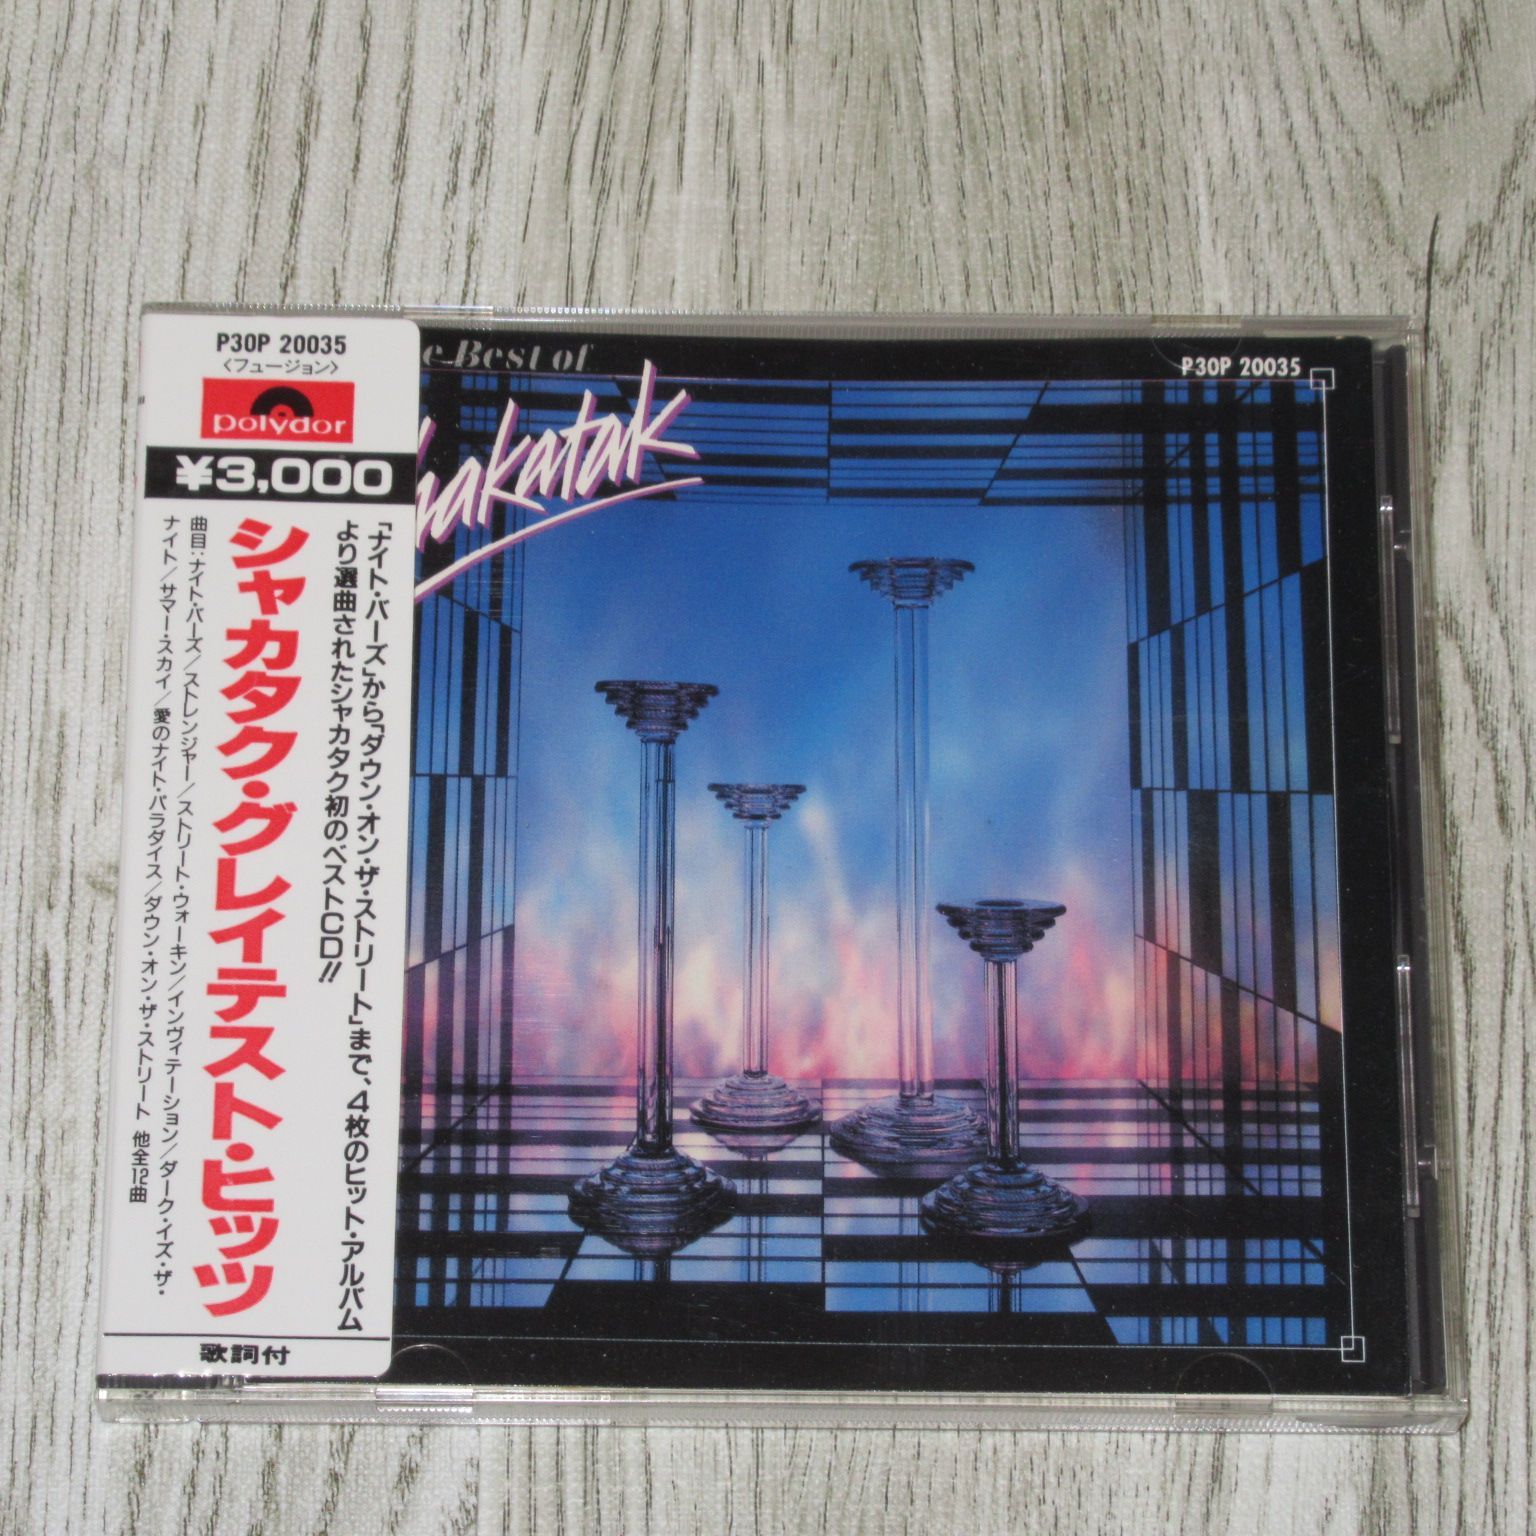 P30P 20035
〈フュージョン〉
polydor
¥3,000
「ナイト・バーズ」から「ダウン・オン・ザ・ストリート」まで、4枚のヒット・アルバム
より選曲されたシャカタク初のベストCD!!
シャカタク・グレイテスト・ヒッツ
曲目:ナイト・バーズ/ストレンジャー/ストリート・ウォーキン/インヴィテーション/ダーク・イズ・ザ・
ナイト/サマー・スカイ/愛のナイト・パラダイス/ダウン・オン・ザ・ストリート 他全12曲
歌詞付
e Best of
hakatak
P30P 20035